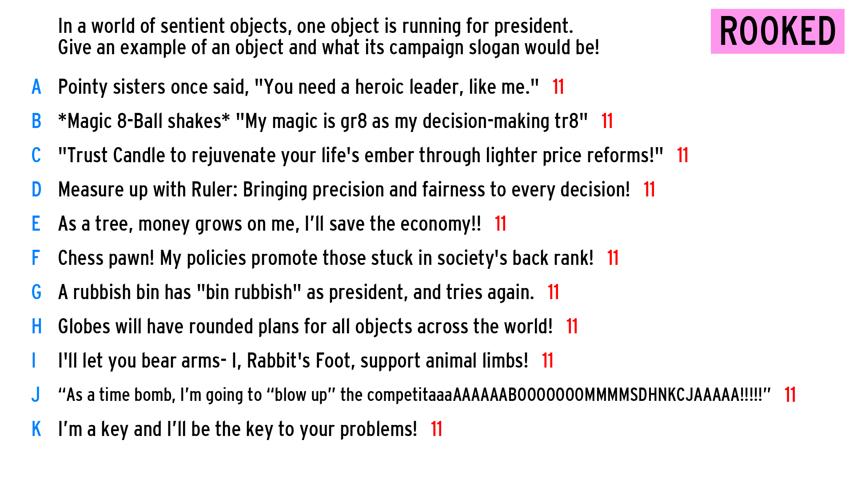 In a world of sentient objects, one object is running for president.
Give an example of an object and what its campaign slogan would be!
ROOKED
A Pointy sisters once said, "You need a heroic leader, like me." 11
B *Magic 8-Ball shakes* "My magic is gr8 as my decision-making tr8" 11
C "Trust Candle to rejuvenate your life's ember through lighter price reforms!" 11
D Measure up with Ruler: Bringing precision and fairness to every decision! 11
E As a tree, money grows on me, I’ll save the economy!! 11
F Chess pawn! My policies promote those stuck in society's back rank! 11
G A rubbish bin has "bin rubbish" as president, and tries again. 11
H Globes will have rounded plans for all objects across the world! 11
I I'll let you bear arms- I, Rabbit's Foot, support animal limbs! 11
J “As a time bomb, I’m going to “blow up” the competitaaaAAAAAABOOOOOOOMMMMSDHNKCJAAAAA!!!!!” 11
K I’m a key and I’ll be the key to your problems! 11